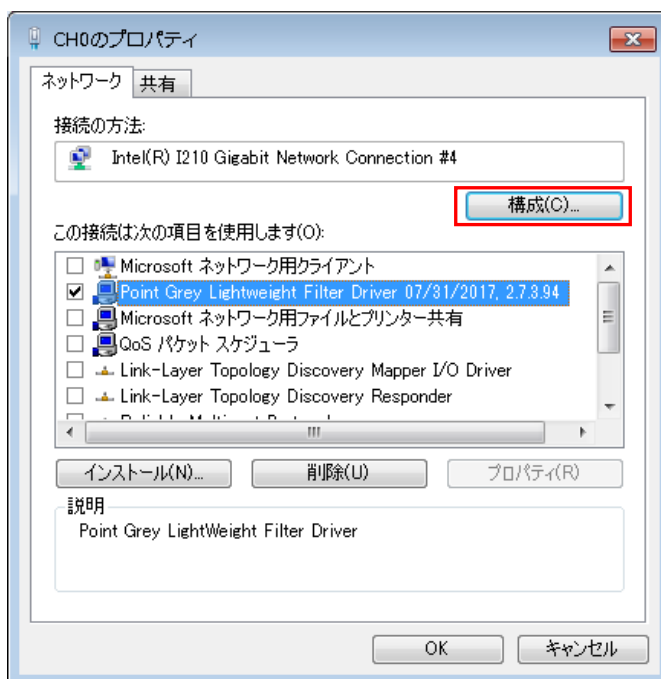 CH0のプロパティ
ネットワーク 共有
接続の方法:
Intel(R) I210 Gigabit Network Connection #4
構成(C)...
この接続は次の項目を使用します(O):
Microsoft ネットワーク用クライアント
Point Grey Lightweight Filter Driver 07/31/2017, 2.7.3.94
Microsoft ネットワーク用ファイルとプリンター共有
QoS パケット スケジューラ
Link-Layer Topology Discovery Mapper I/O Driver
Link-Layer Topology Discovery Responder
インストール(N)... 削除(U) プロパティ(R)
説明
Point Grey LightWeight Filter Driver
OK キャンセル